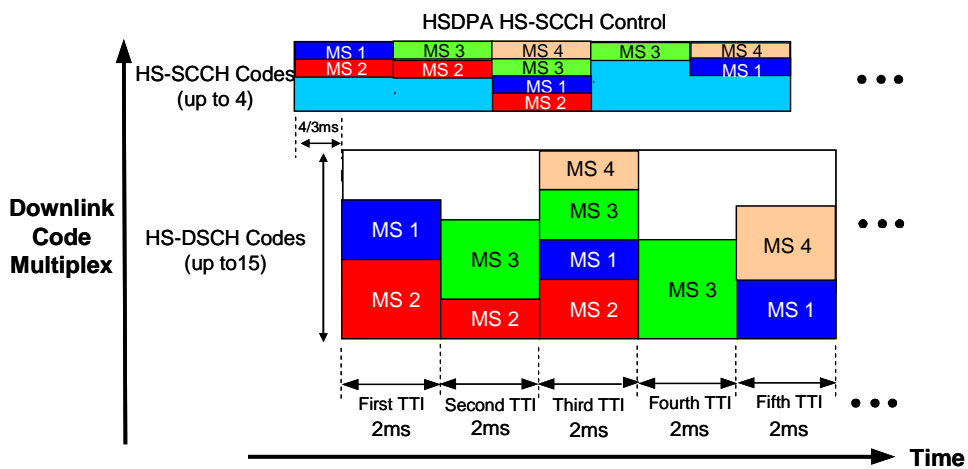 HSDPA HS-SCCH Control
HS-SCCH Codes
(up to 4)
MS 1
MS 3
MS 4
MS 3
MS 4
MS 2
MS 2
MS 3
MS 1
MS 1
MS 2
• • •
4/3ms
Downlink
Code
Multiplex
HS-DSCH Codes
(up to15)
MS 4
MS 1
MS 3
MS 3
MS 4
MS 1
MS 2
MS 2
MS 2
MS 3
MS 1
• • •
First TTI
Second TTI
Third TTI
Fourth TTI
Fifth TTI
2ms
2ms
2ms
2ms
2ms
• • •
Time